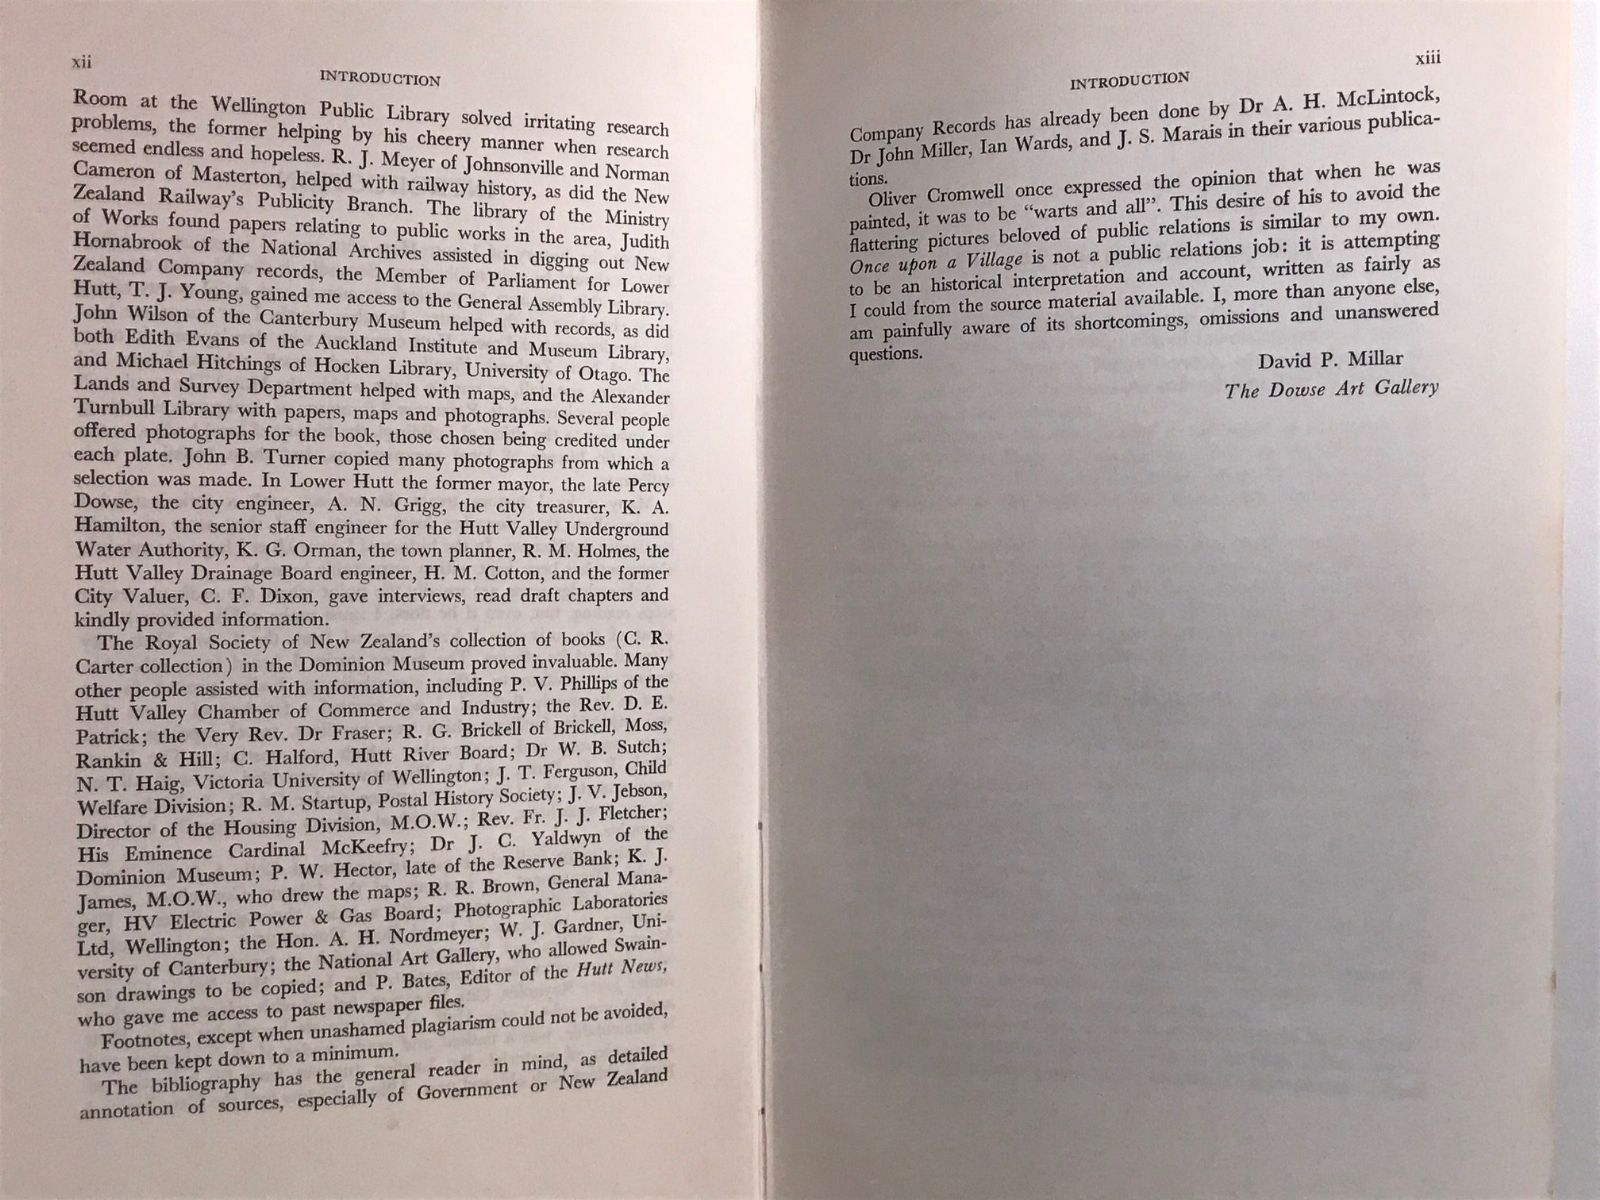 xii
INTRODUCTION
Room at the Wellington Public Library solved irritating research
problems, the former helping by his cheery manner when research
seemed endless and hopeless. R. J. Meyer of Johnsonville and Norman
Cameron of Masterton, helped with railway history, as did the New
Zealand Railway's Publicity Branch. The library of the Ministry
of Works found papers relating to public works in the area, Judith
Hornabrook of the National Archives assisted in digging out New
Zealand Company records, the Member of Parliament for Lower
Hutt, T. J. Young, gained me access to the General Assembly Library.
John Wilson of the Canterbury Museum helped with records, as did
both Edith Evans of the Auckland Institute and Museum Library,
and Michael Hitchings of Hocken Library, University of Otago. The
Lands and Survey Department helped with maps, and the Alexander
Turnbull Library with papers, maps and photographs. Several people
offered photographs for the book, those chosen being credited under
each plate. John B. Turner copied many photographs from which a
selection was made. In Lower Hutt the former mayor, the late Percy
Dowse, the city engineer, A. N. Grigg, the city treasurer, K. A.
Hamilton, the senior staff engineer for the Hutt Valley Underground
Water Authority, K. G. Orman, the town planner, R. M. Holmes, the
Hutt Valley Drainage Board engineer, H. M. Cotton, and the former
City Valuer, C. F. Dixon, gave interviews, read draft chapters and
kindly provided information.
The Royal Society of New Zealand's collection of books (C. R.
Carter collection) in the Dominion Museum proved invaluable. Many
other people assisted with information, including P. V. Phillips of the
Hutt Valley Chamber of Commerce and Industry; the Rev. D. E.
Patrick; the Very Rev. Dr Fraser; R. G. Brickell of Brickell, Moss,
Rankin & Hill; C. Halford, Hutt River Board; Dr W. B. Sutch;
N. T. Haig, Victoria University of Wellington; J. T. Ferguson, Child
Welfare Division; R. M. Startup, Postal History Society; J. V. Jebson,
Director of the Housing Division, M.O.W.; Rev. Fr. J. J. Fletcher;
His Eminence Cardinal McKeefry; Dr J. C. Yaldwyn of the
Dominion Museum; P. W. Hector, late of the Reserve Bank; K. J.
James, M.O.W., who drew the maps; R. R. Brown, General Mana-
ger, HV Electric Power & Gas Board; Photographic Laboratories
Ltd, Wellington; the Hon. A. H. Nordmeyer; W. J. Gardner, Uni-
versity of Canterbury; the National Art Gallery, who allowed Swain-
son drawings to be copied; and P. Bates, Editor of the Hutt News,
who gave me access to past newspaper files.
Footnotes, except when unashamed plagiarism could not be avoided,
have been kept down to a minimum.
The bibliography has the general reader in mind, as detailed
annotation of sources, especially of Government or New Zealand
xiii
INTRODUCTION
Company Records has already been done by Dr A. H. McLintock,
Dr John Miller, Ian Wards, and J. S. Marais in their various publica-
tions.
Oliver Cromwell once expressed the opinion that when he was
painted, it was to be "warts and all". This desire of his to avoid the
flattering pictures beloved of public relations is similar to my own.
Once upon a Village is not a public relations job: it is attempting
to be an historical interpretation and account, written as fairly as
I could from the source material available. I, more than anyone else,
am painfully aware of its shortcomings, omissions and unanswered
questions.
David P. Millar
The Dowse Art Gallery